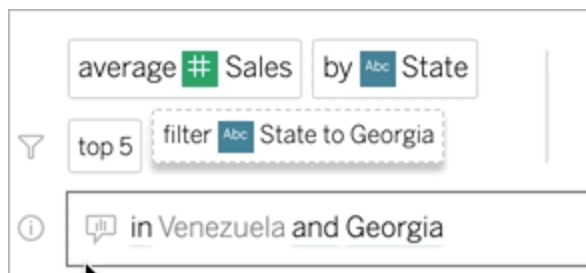 average # Sales by Abc State
top 5 filter Abc State to Georgia
in Venezuela and Georgia